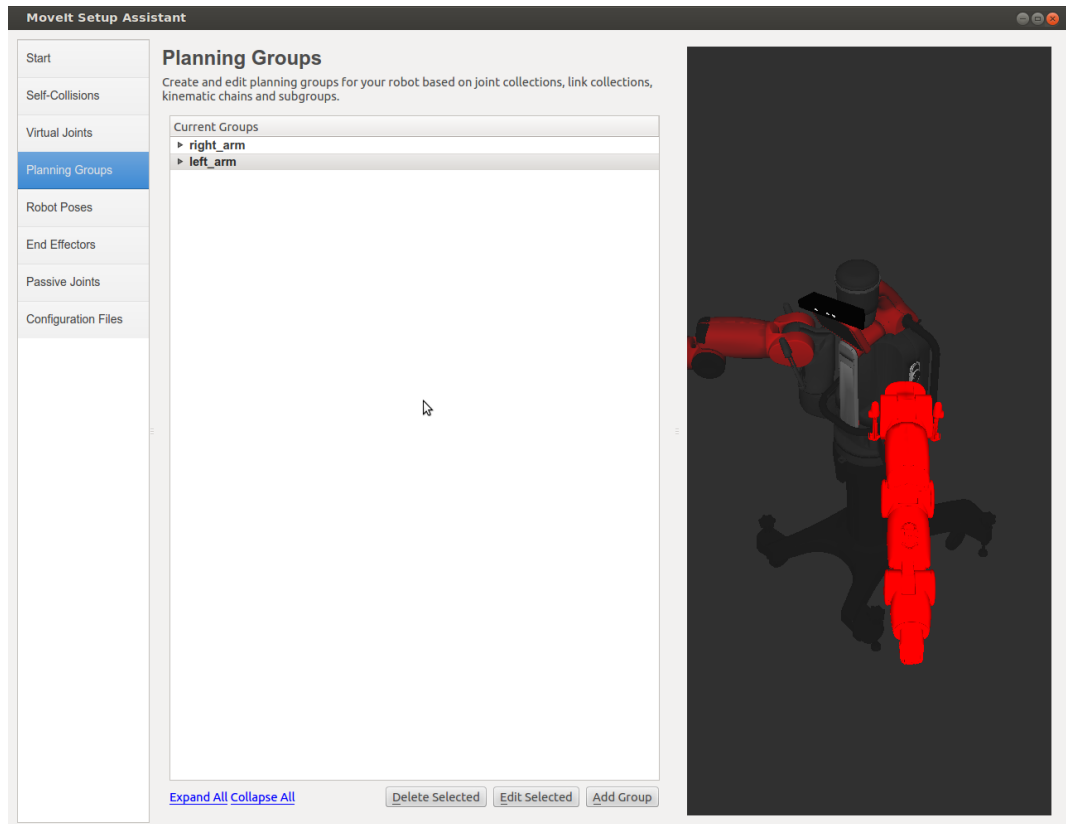 MoveIt Setup Assistant
Start
Self-Collisions
Virtual Joints
Planning Groups
Robot Poses
End Effectors
Passive Joints
Configuration Files
Planning Groups
Create and edit planning groups for your robot based on joint collections, link collections,
kinematic chains and subgroups.
Current Groups
right_arm
left_arm
Expand All Collapse All
Delete Selected
Edit Selected
Add Group